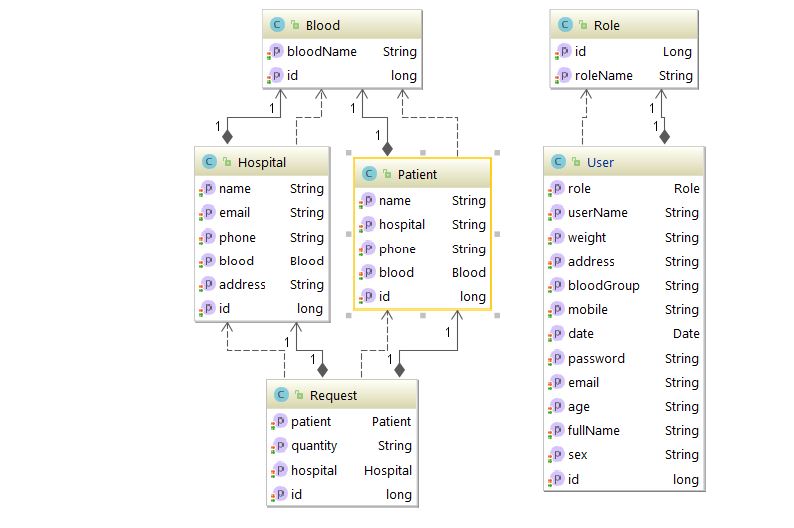 C Blood
P bloodName String
P id long
C Role
P id Long
P roleName String
1 1 1 1
1 1
C Hospital
P name String
P email String
P phone String
P blood Blood
P address String
P id long
C Patient
P name String
P hospital String
P phone String
P blood Blood
P id long
C User
P role Role
P userName String
P weight String
P address String
P bloodGroup String
P mobile String
P date Date
P password String
P email String
P age String
P fullName String
P sex String
P id long
1 1
1 1
C Request
P patient Patient
P quantity String
P hospital Hospital
P id long